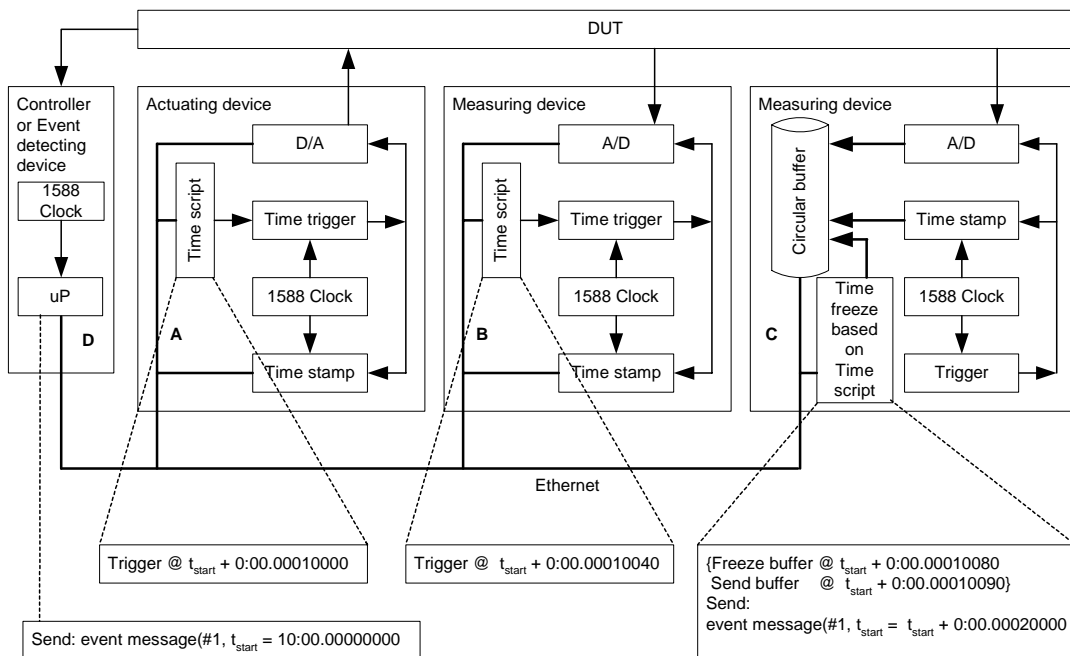 DUT
Controller
or Event
detecting
device
1588
Clock
uP
D
Actuating device
D/A
Time script
Time trigger
1588 Clock
A
Time stamp
Measuring device
A/D
Time script
Time trigger
1588 Clock
B
Time stamp
Measuring device
Circular buffer
A/D
Time stamp
1588 Clock
C
Time
freeze
based
on
Time
script
Trigger
Ethernet
Trigger @ t_start + 0:00.00010000
Trigger @ t_start + 0:00.00010040
{Freeze buffer @ t_start + 0:00.00010080
Send buffer @ t_start + 0:00.00010090}
Send:
event message(#1, t_start = t_start + 0:00.00020000
Send: event message(#1, t_start = 10:00.00000000